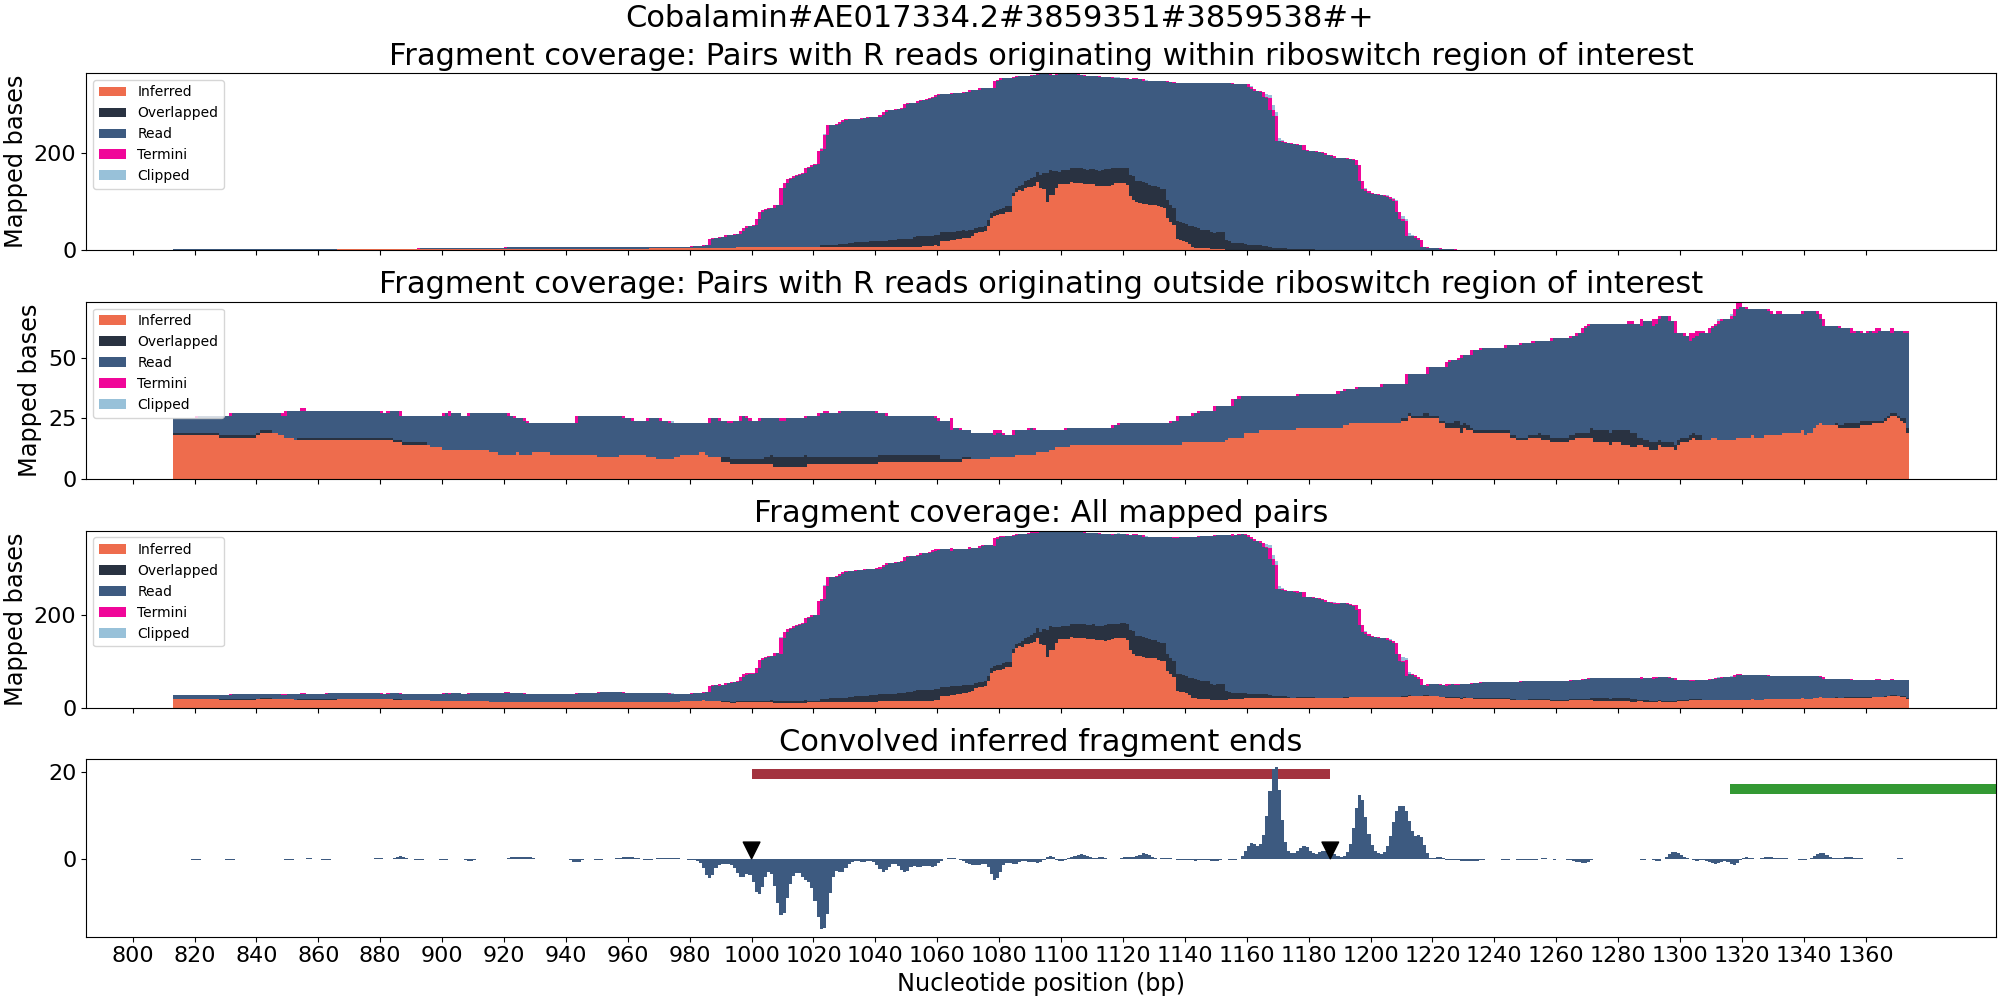 Cobalamin#AE017334.2#3859351#3859538#+
Fragment coverage: Pairs with R reads originating within riboswitch region of interest
Mapped bases
200
0
Inferred
Overlapped
Read
Termini
Clipped
Fragment coverage: Pairs with R reads originating outside riboswitch region of interest
Mapped bases
50
25
0
Inferred
Overlapped
Read
Termini
Clipped
Fragment coverage: All mapped pairs
Mapped bases
200
0
Inferred
Overlapped
Read
Termini
Clipped
Convolved inferred fragment ends
20
0
800 820 840 860 880 900 920 940 960 980 1000 1020 1040 1060 1080 1100 1120 1140 1160 1180 1200 1220 1240 1260 1280 1300 1320 1340 1360
Nucleotide position (bp)